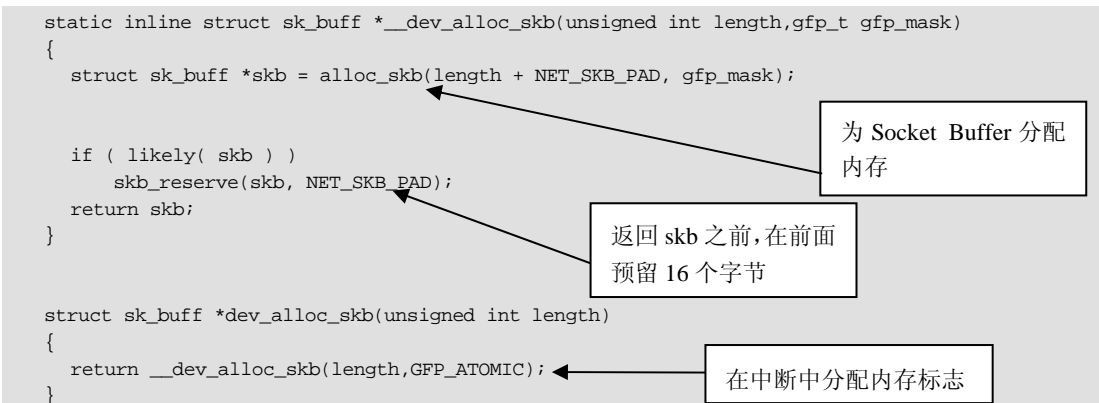 static inline struct sk_buff *__dev_alloc_skb(unsigned int length,gfp_t gfp_mask)
{
struct sk_buff *skb = alloc_skb(length + NET_SKB_PAD, gfp_mask);
为 Socket Buffer 分配
内存
if ( likely( skb ) )
skb_reserve(skb, NET_SKB_PAD);
return skb;
}
返回 skb 之前，在前面
预留 16 个字节
struct sk_buff *dev_alloc_skb(unsigned int length)
{
return __dev_alloc_skb(length,GFP_ATOMIC);
在中断中分配内存标志
}